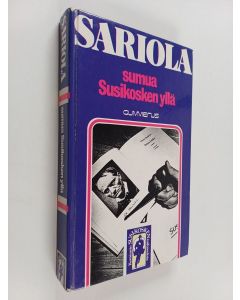 SARIOLA
sumua
Susikosken yllä
GUMMERUS
SARIOLA
sumua Susikosken yllä